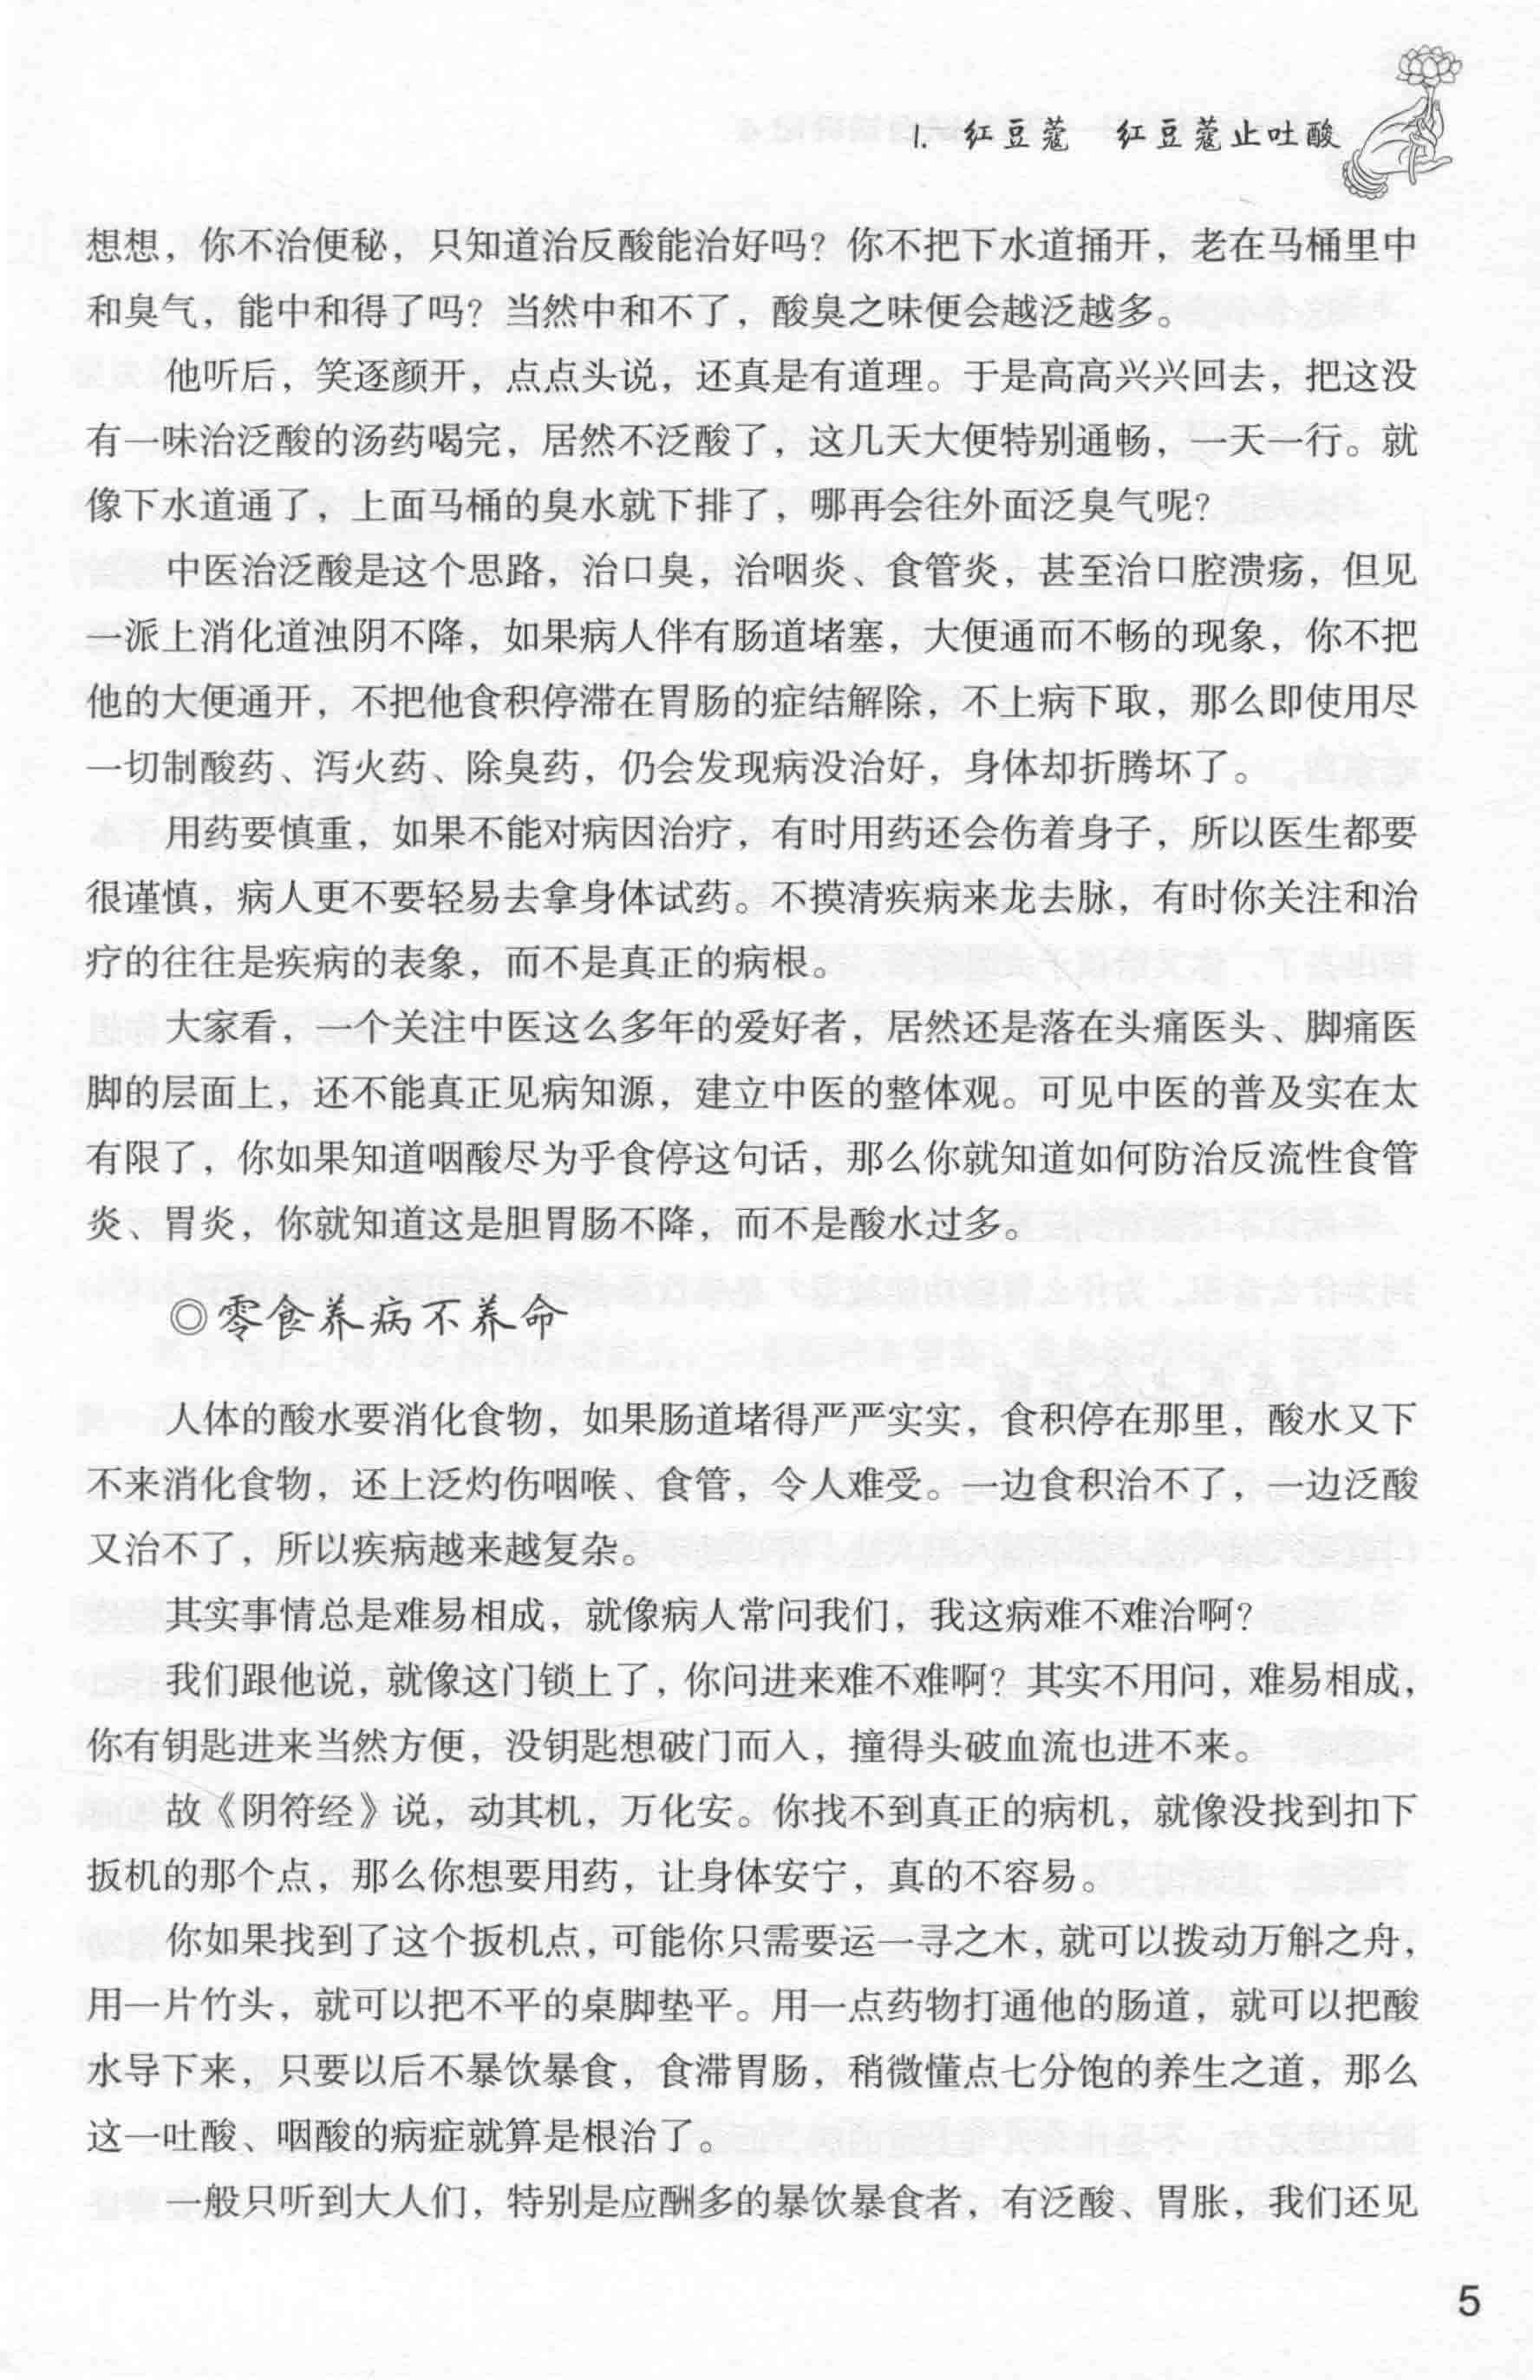 1. 红豆蔻　红豆蔻止吐酸
想想，你不治便秘，只知道治反酸能治好吗？你不把下水道捅开，老在马桶里中
和臭气，能中和得了吗？当然中和不了，酸臭之味便会越泛越多。
他听后，笑逐颜开，点点头说，还真是有道理。于是高高兴兴回去，把这没
有一味治泛酸的汤药喝完，居然不泛酸了，这几天大便特别通畅，一天一行。就
像下水道通了，上面马桶的臭水就下排了，哪再会往外面泛臭气呢？
中医治泛酸是这个思路，治口臭，治咽炎、食管炎，甚至治口腔溃疡，但见
一派上消化道浊阴不降，如果病人伴有肠道堵塞，大便通而不畅的现象，你不把
他的大便通开，不把他食积停滞在胃肠的症结解除，不上病下取，那么即使用尽
一切制酸药、泻火药、除臭药，仍会发现病没治好，身体却折腾坏了。
用药要慎重，如果不能对病因治疗，有时用药还会伤着身子，所以医生都要
很谨慎，病人更不要轻易去拿身体试药。不摸清疾病来龙去脉，有时你关注和治
疗的往往是疾病的表象，而不是真正的病根。
大家看，一个关注中医这么多年的爱好者，居然还是落在头痛医头、脚痛医
脚的层面上，还不能真正见病知源，建立中医的整体观。可见中医的普及实在太
有限了，你如果知道咽酸尽为乎食停这句话，那么你就知道如何防治反流性食管
炎、胃炎，你就知道这是胆胃肠不降，而不是酸水过多。
◎零食养病不养命
人体的酸水要消化食物，如果肠道堵得严严实实，食积停在那里，酸水又下
不来消化食物，还上泛灼伤咽喉、食管，令人难受。一边食积治不了，一边泛酸
又治不了，所以疾病越来越复杂。
其实事情总是难易相成，就像病人常问我们，我这病难不难治啊？
我们跟他说，就像这门锁上了，你问进来难不难啊？其实不用问，难易相成，
你有钥匙进来当然方便，没钥匙想破门而入，撞得头破血流也进不来。
故《阴符经》说，动其机，万化安。你找不到真正的病机，就像没找到扣下
扳机的那个点，那么你想要用药，让身体安宁，真的不容易。
你如果找到了这个扳机点，可能你只需要运一寻之木，就可以拨动万斛之舟，
用一片竹头，就可以把不平的桌脚垫平。用一点药物打通他的肠道，就可以把酸
水导下来，只要以后不暴饮暴食，食滞胃肠，稍微懂点七分饱的养生之道，那么
这一吐酸、咽酸的病症就算是根治了。
一般只听到大人们，特别是应酬多的暴饮暴食者，有泛酸、胃胀，我们还见
5